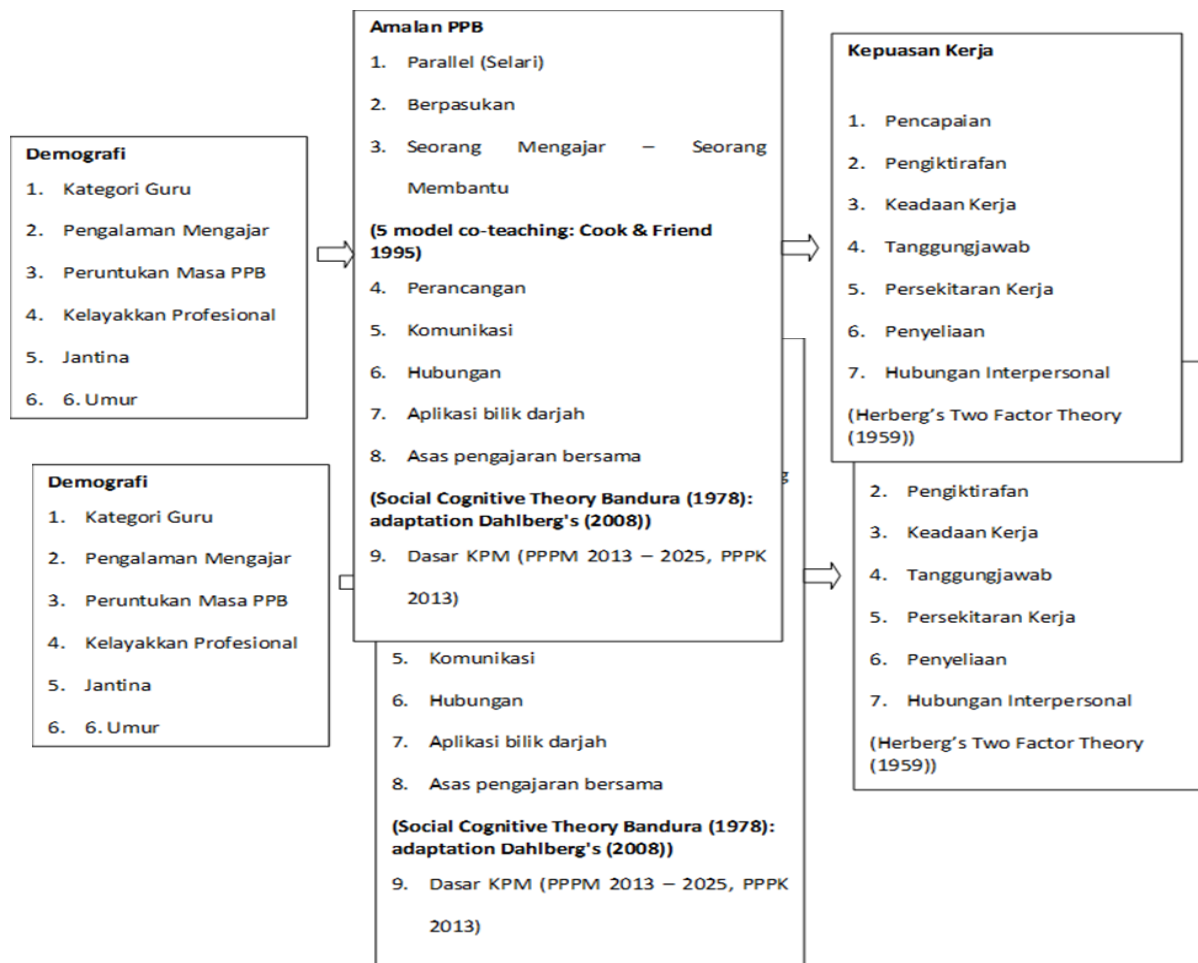 Demografi
1. Kategori Guru
2. Pengalaman Mengajar
3. Peruntukan Masa PPB
4. Kelayakkan Profesional
5. Jantina
6. 6. Umur
Amalan PPB
1. Parallel (Selari)
2. Berpasukan
3. Seorang Mengajar – Seorang
Membantu
(5 model co-teaching: Cook & Friend
1995)
4. Perancangan
5. Komunikasi
6. Hubungan
7. Aplikasi bilik darjah
8. Asas pengajaran bersama
(Social Cognitive Theory Bandura (1978):
adaptation Dahlberg's (2008))
9. Dasar KPM (PPPM 2013 – 2025, PPPK
2013)
Kepuasan Kerja
1. Pencapaian
2. Pengiktirafan
3. Keadaan Kerja
4. Tanggungjawab
5. Persekitaran Kerja
6. Penyeliaan
7. Hubungan Interpersonal
(Herberg’s Two Factor Theory
(1959))
Demografi
1. Kategori Guru
2. Pengalaman Mengajar
3. Peruntukan Masa PPB
4. Kelayakkan Profesional
5. Jantina
6. 6. Umur
5. Komunikasi
6. Hubungan
7. Aplikasi bilik darjah
8. Asas pengajaran bersama
(Social Cognitive Theory Bandura (1978):
adaptation Dahlberg's (2008))
9. Dasar KPM (PPPM 2013 – 2025, PPPK
2013)
2. Pengiktirafan
3. Keadaan Kerja
4. Tanggungjawab
5. Persekitaran Kerja
6. Penyeliaan
7. Hubungan Interpersonal
(Herberg’s Two Factor Theory
(1959))